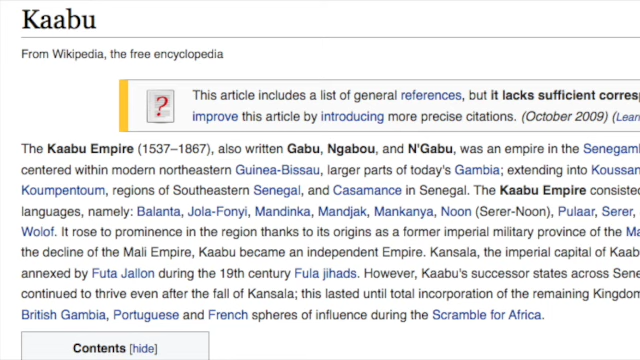 Kaabu
From Wikipedia, the free encyclopedia
This article includes a list of general references, but it lacks sufficient corres
improve this article by introducing more precise citations. (October 2009) (Lear
The Kaabu Empire (1537–1867), also written Gabu, Ngabou, and N'Gabu, was an empire in the Senegam
centered within modern northeastern Guinea-Bissau, larger parts of today's Gambia; extending into Koussan
Koumpentoum, regions of Southeastern Senegal, and Casamance in Senegal. The Kaabu Empire consiste
languages, namely: Balanta, Jola-Fonyi, Mandinka, Mandjak, Mankanya, Noon (Serer-Noon), Pulaar, Serer,
Wolof. It rose to prominence in the region thanks to its origins as a former imperial military province of the Ma
the decline of the Mali Empire, Kaabu became an independent Empire. Kansala, the imperial capital of Kaab
annexed by Futa Jallon during the 19th century Fula jihads. However, Kaabu's successor states across Sene
continued to thrive even after the fall of Kansala; this lasted until total incorporation of the remaining Kingdom
British Gambia, Portuguese and French spheres of influence during the Scramble for Africa.
Contents [hide]